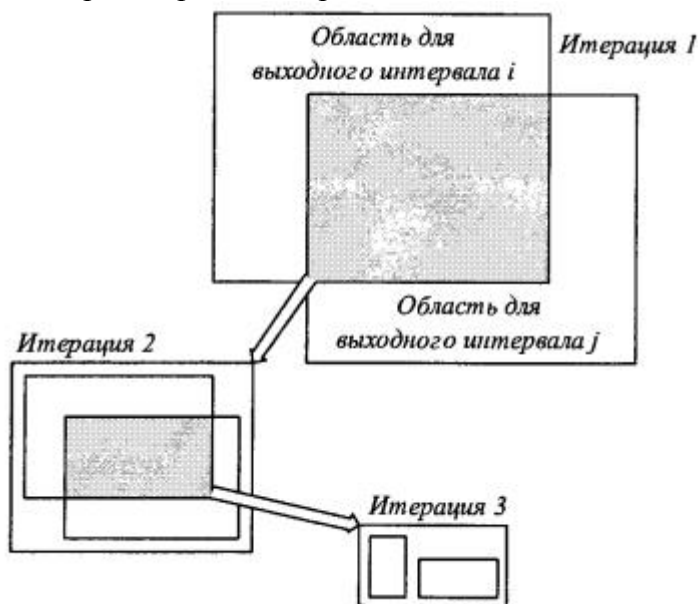 Область для
выходного интервала i
Итерация 1
Область для
выходного интервала j
Итерация 2
Итерация 3